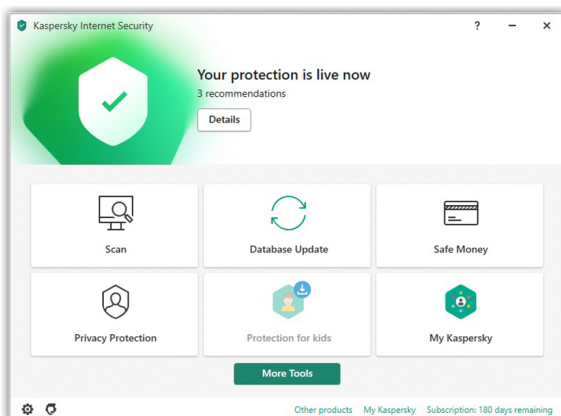 Kaspersky Internet Security
?
Your protection is live now
3 recommendations
Details
Scan
Database Update
Safe Money
Privacy Protection
Protection for kids
My Kaspersky
More Tools
Other products My Kaspersky Subscription: 180 days remaining